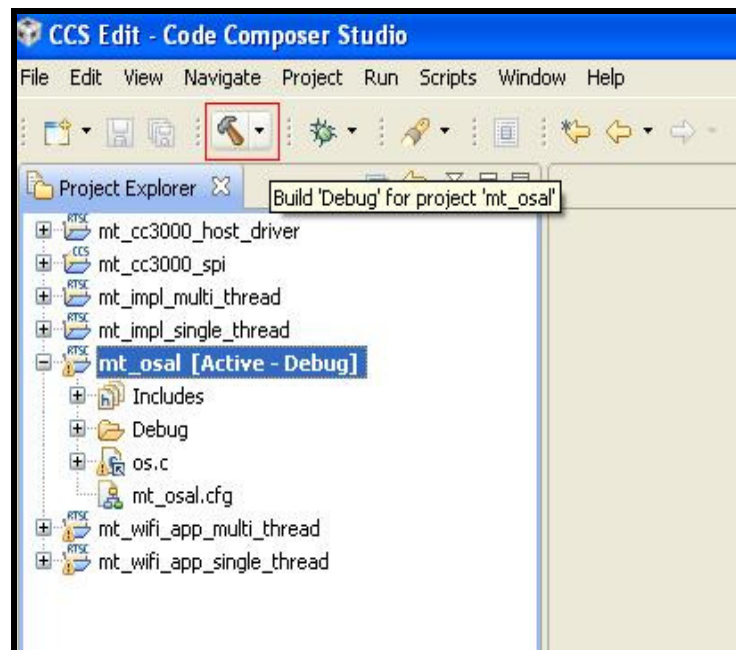 CCS Edit - Code Composer Studio
File Edit View Navigate Project Run Scripts Window Help
Project Explorer
Build 'Debug' for project 'mt_osal'
RTSC mt_cc3000_host_driver
CCS mt_cc3000_spi
RTSC mt_impl_multi_thread
RTSC mt_impl_single_thread
RTSC mt_osal [Active - Debug]
h Includes
Debug
c os.c
mt_osal.cfg
RTSC mt_wifi_app_multi_thread
RTSC mt_wifi_app_single_thread